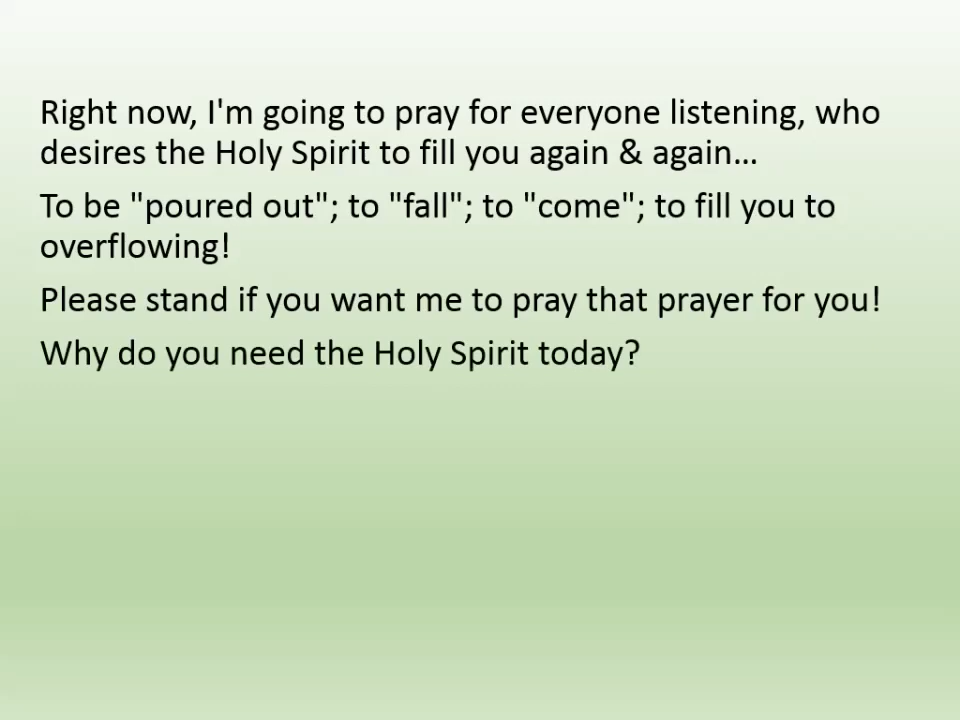 Right now, I'm going to pray for everyone listening, who
desires the Holy Spirit to fill you again & again…
To be "poured out"; to "fall"; to "come"; to fill you to
overflowing!
Please stand if you want me to pray that prayer for you!
Why do you need the Holy Spirit today?